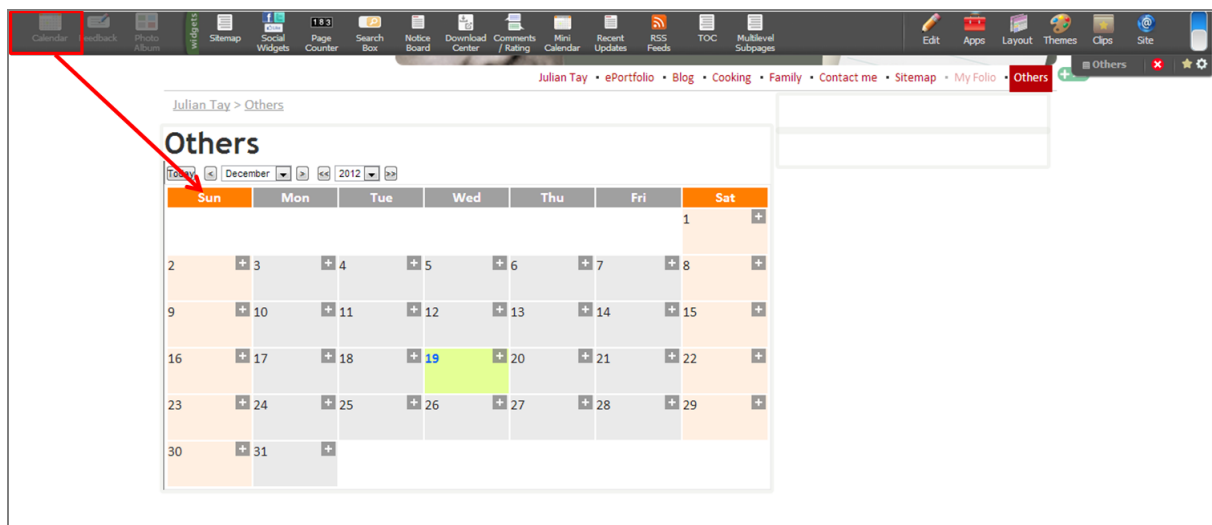 Calendar Feedback Photo Album widgets Sitemap Social Widgets 183 Page Counter Search Box Notice Board Download Center Comments / Rating Mini Calendar Recent Updates RSS Feeds TOC Multilevel Subpages Edit Apps Layout Themes Clips Site
Others
Julian Tay • ePortfolio • Blog • Cooking • Family • Contact me • Sitemap • My Folio • Others
Julian Tay > Others
Others
Today < December > << 2012 >>
Sun Mon Tue Wed Thu Fri Sat
1 +
2 + 3 + 4 + 5 + 6 + 7 + 8 +
9 + 10 + 11 + 12 + 13 + 14 + 15 +
16 + 17 + 18 + 19 + 20 + 21 + 22 +
23 + 24 + 25 + 26 + 27 + 28 + 29 +
30 + 31 +